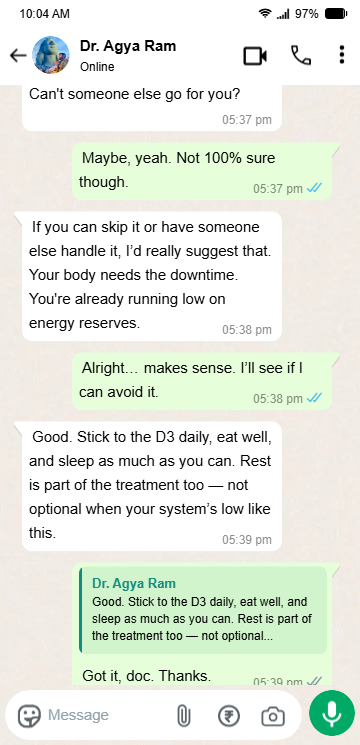 10:04 AM
97%
Dr. Agya Ram
Online
Can't someone else go for you?
05:37 pm
Maybe, yeah. Not 100% sure
though.
05:37 pm
If you can skip it or have someone
else handle it, I’d really suggest that.
Your body needs the downtime.
You're already running low on
energy reserves.
05:38 pm
Alright… makes sense. I’ll see if I
can avoid it.
05:38 pm
Good. Stick to the D3 daily, eat well,
and sleep as much as you can. Rest
is part of the treatment too — not
optional when your system’s low like
this.
05:39 pm
Dr. Agya Ram
Good. Stick to the D3 daily, eat well, and
sleep as much as you can. Rest is part of
the treatment too — not optional...
Got it, doc. Thanks.
05:39 pm
Message